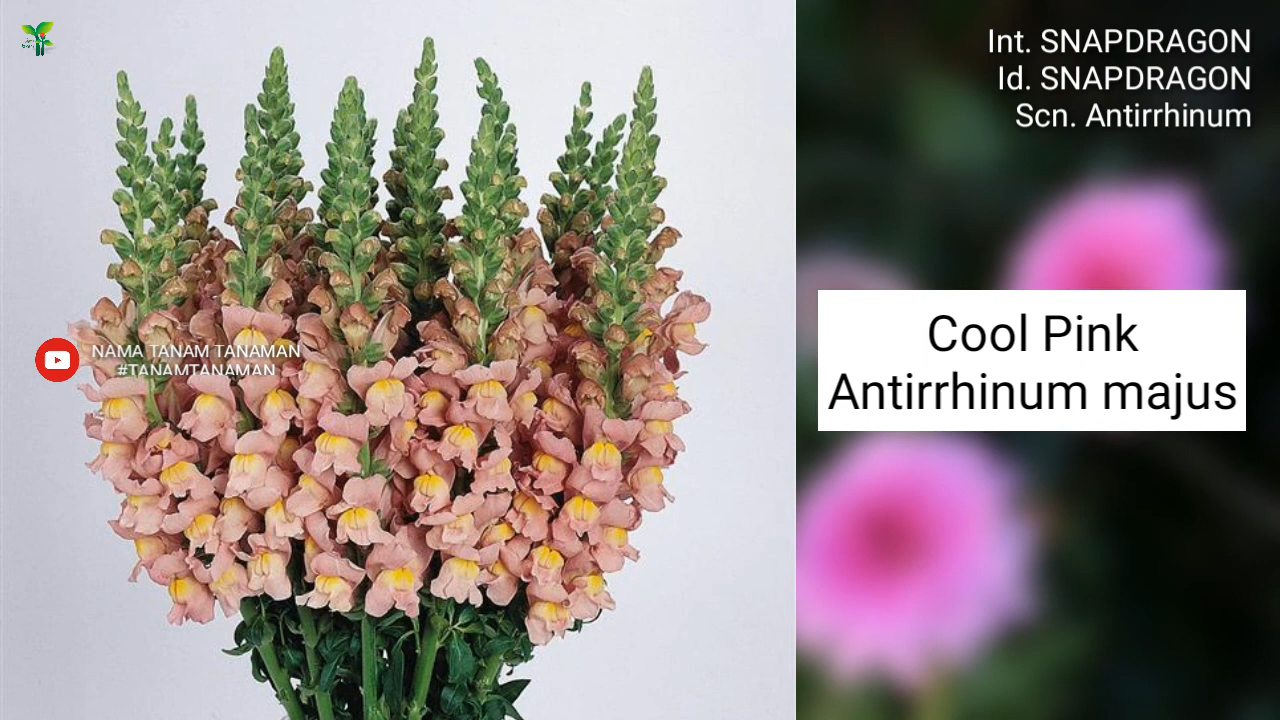 Int. SNAPDRAGON
Id. SNAPDRAGON
Scn. Antirrhinum
NAMA TANAM TANAMAN
#TANAMTANAMAN
Cool Pink
Antirrhinum majus